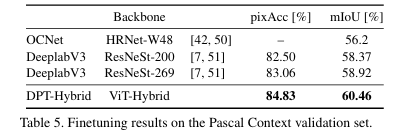 Backbone pixAcc [%] mIoU [%]
OCNet HRNet-W48 [42, 50] – 56.2
DeeplabV3 ResNeSt-200 [7, 51] 82.50 58.37
DeeplabV3 ResNeSt-269 [7, 51] 83.06 58.92
DPT-Hybrid ViT-Hybrid 84.83 60.46
Table 5. Finetuning results on the Pascal Context validation set.